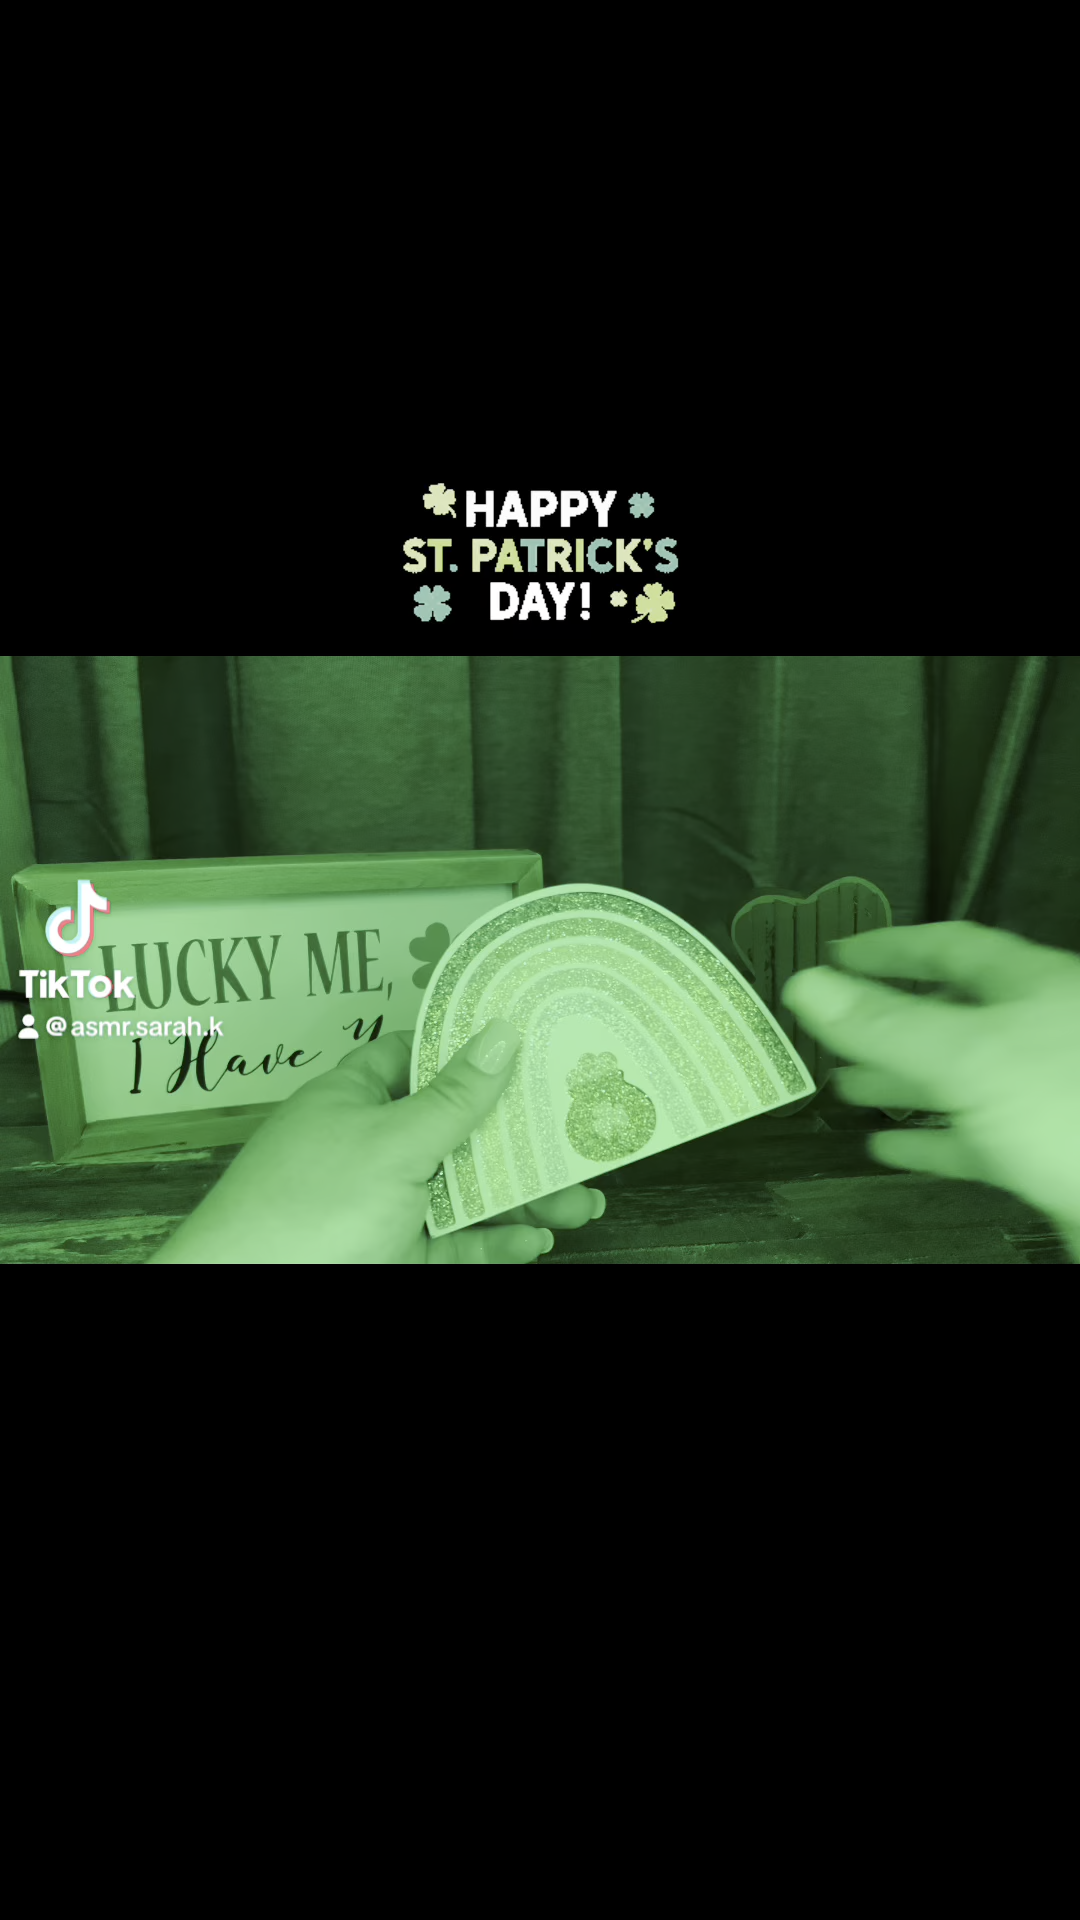 HAPPY
ST. PATRICK'S
DAY!
LUCKY ME,
I Have
TikTok
@asmr.sarah.k